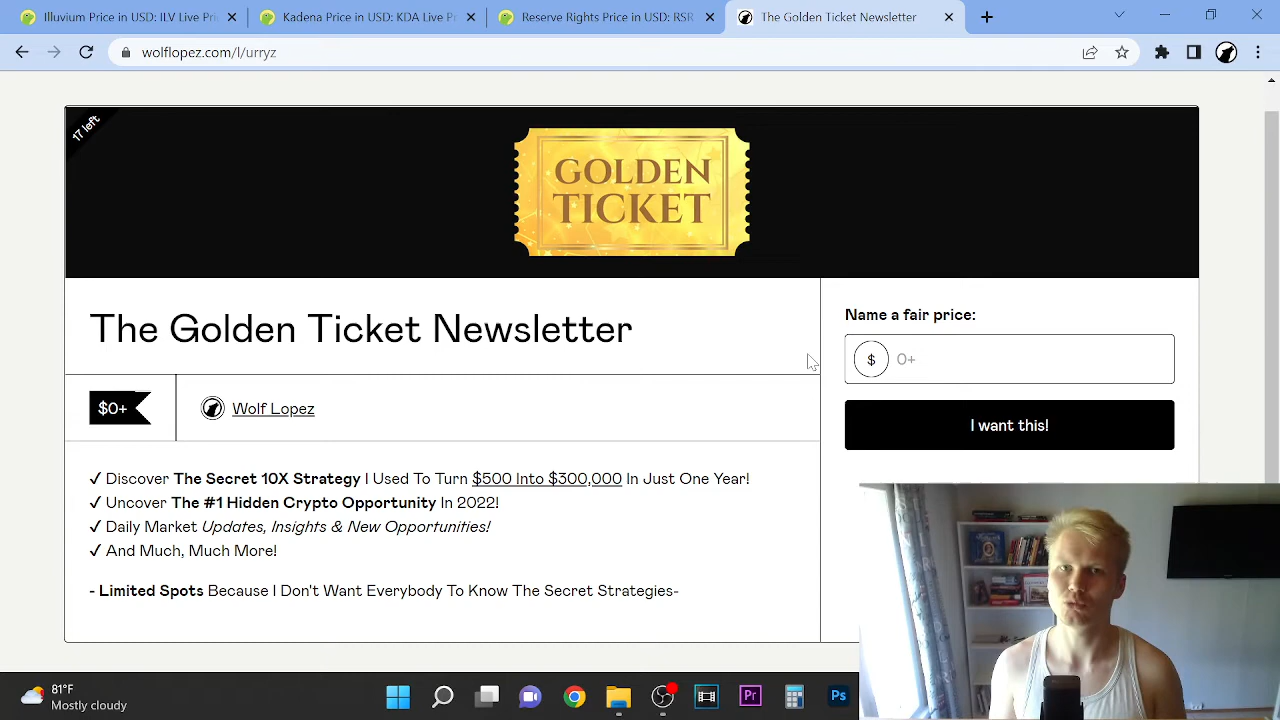 Illuvium Price in USD: ILV Live Pri
Kadena Price in USD: KDA Live P
Reserve Rights Price in USD: RSR
The Golden Ticket Newsletter
wolflopez.com/l/urryz
17 left
GOLDEN
TICKET
The Golden Ticket Newsletter
Name a fair price:
$ 0+
$0+
Wolf Lopez
I want this!
✓ Discover The Secret 10X Strategy I Used To Turn $500 Into $300,000 In Just One Year!
✓ Uncover The #1 Hidden Crypto Opportunity In 2022!
✓ Daily Market Updates, Insights & New Opportunities!
✓ And Much, Much More!
- Limited Spots Because I Don't Want Everybody To Know The Secret Strategies-
81°F
Mostly cloudy
Pr
Ps